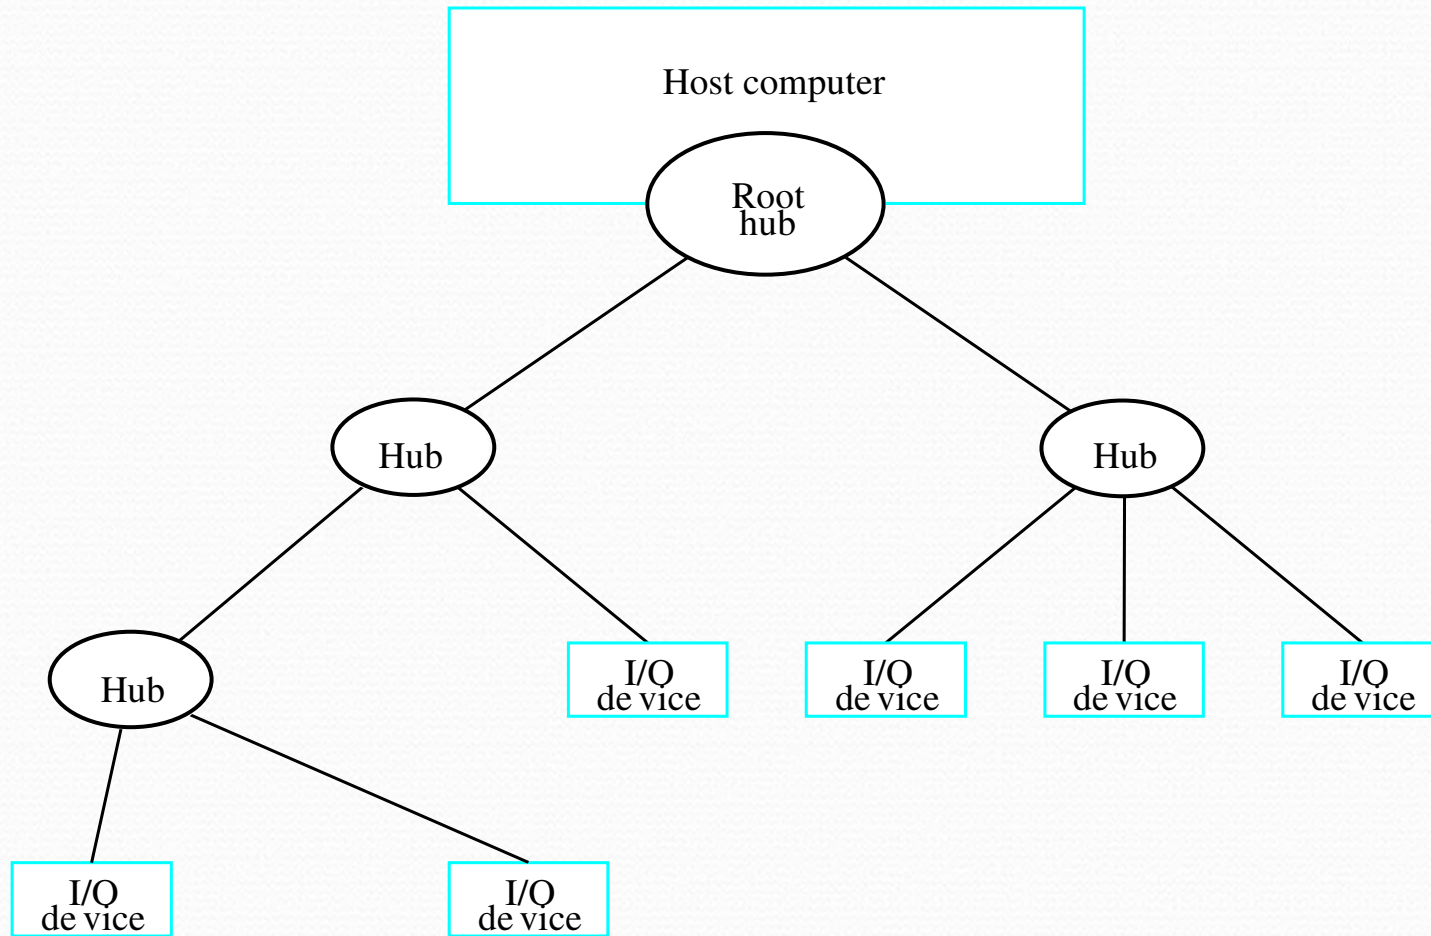 Host computer
Root
hub
Hub
Hub
Hub
I/O
de vice
I/O
de vice
I/O
de vice
I/O
de vice
I/O
de vice
I/O
de vice